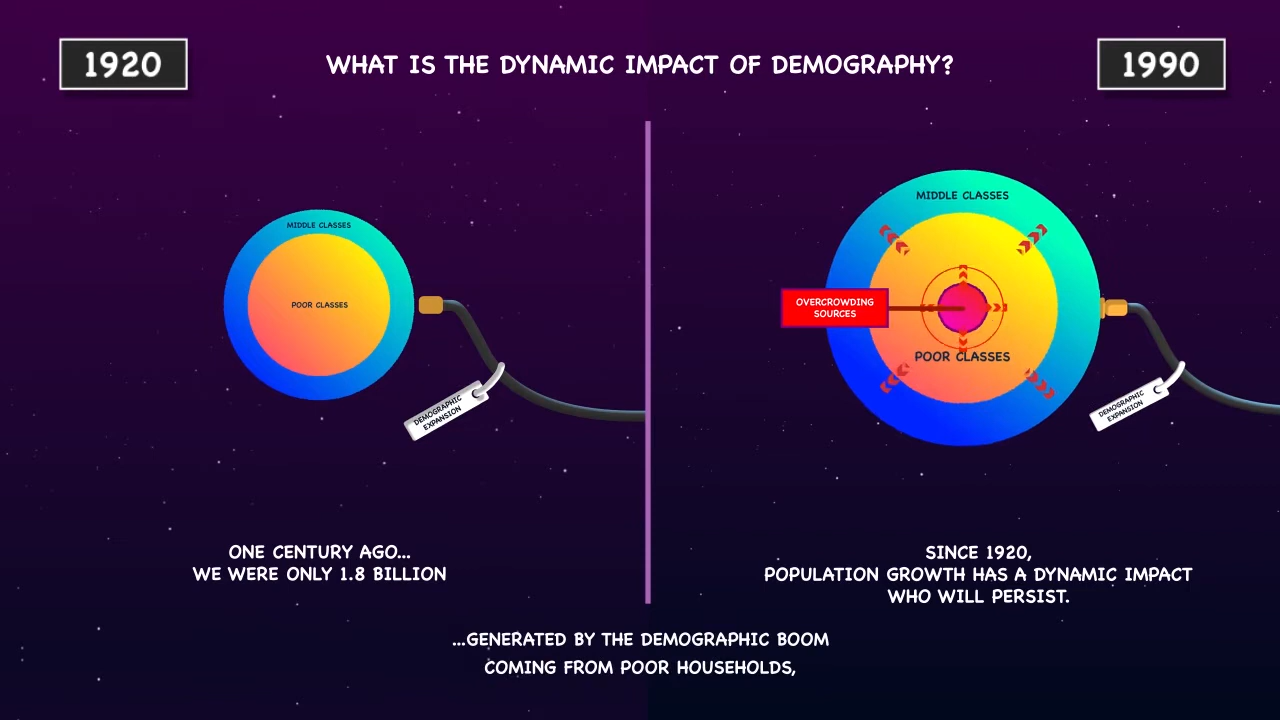 1920
WHAT IS THE DYNAMIC IMPACT OF DEMOGRAPHY?
1990
MIDDLE CLASSES
POOR CLASSES
DEMOGRAPHIC
EXPANSION
ONE CENTURY AGO...
WE WERE ONLY 1.8 BILLION
MIDDLE CLASSES
OVERCROWDING
SOURCES
POOR CLASSES
DEMOGRAPHIC
EXPANSION
SINCE 1920,
POPULATION GROWTH HAS A DYNAMIC IMPACT
WHO WILL PERSIST.
...GENERATED BY THE DEMOGRAPHIC BOOM
COMING FROM POOR HOUSEHOLDS,